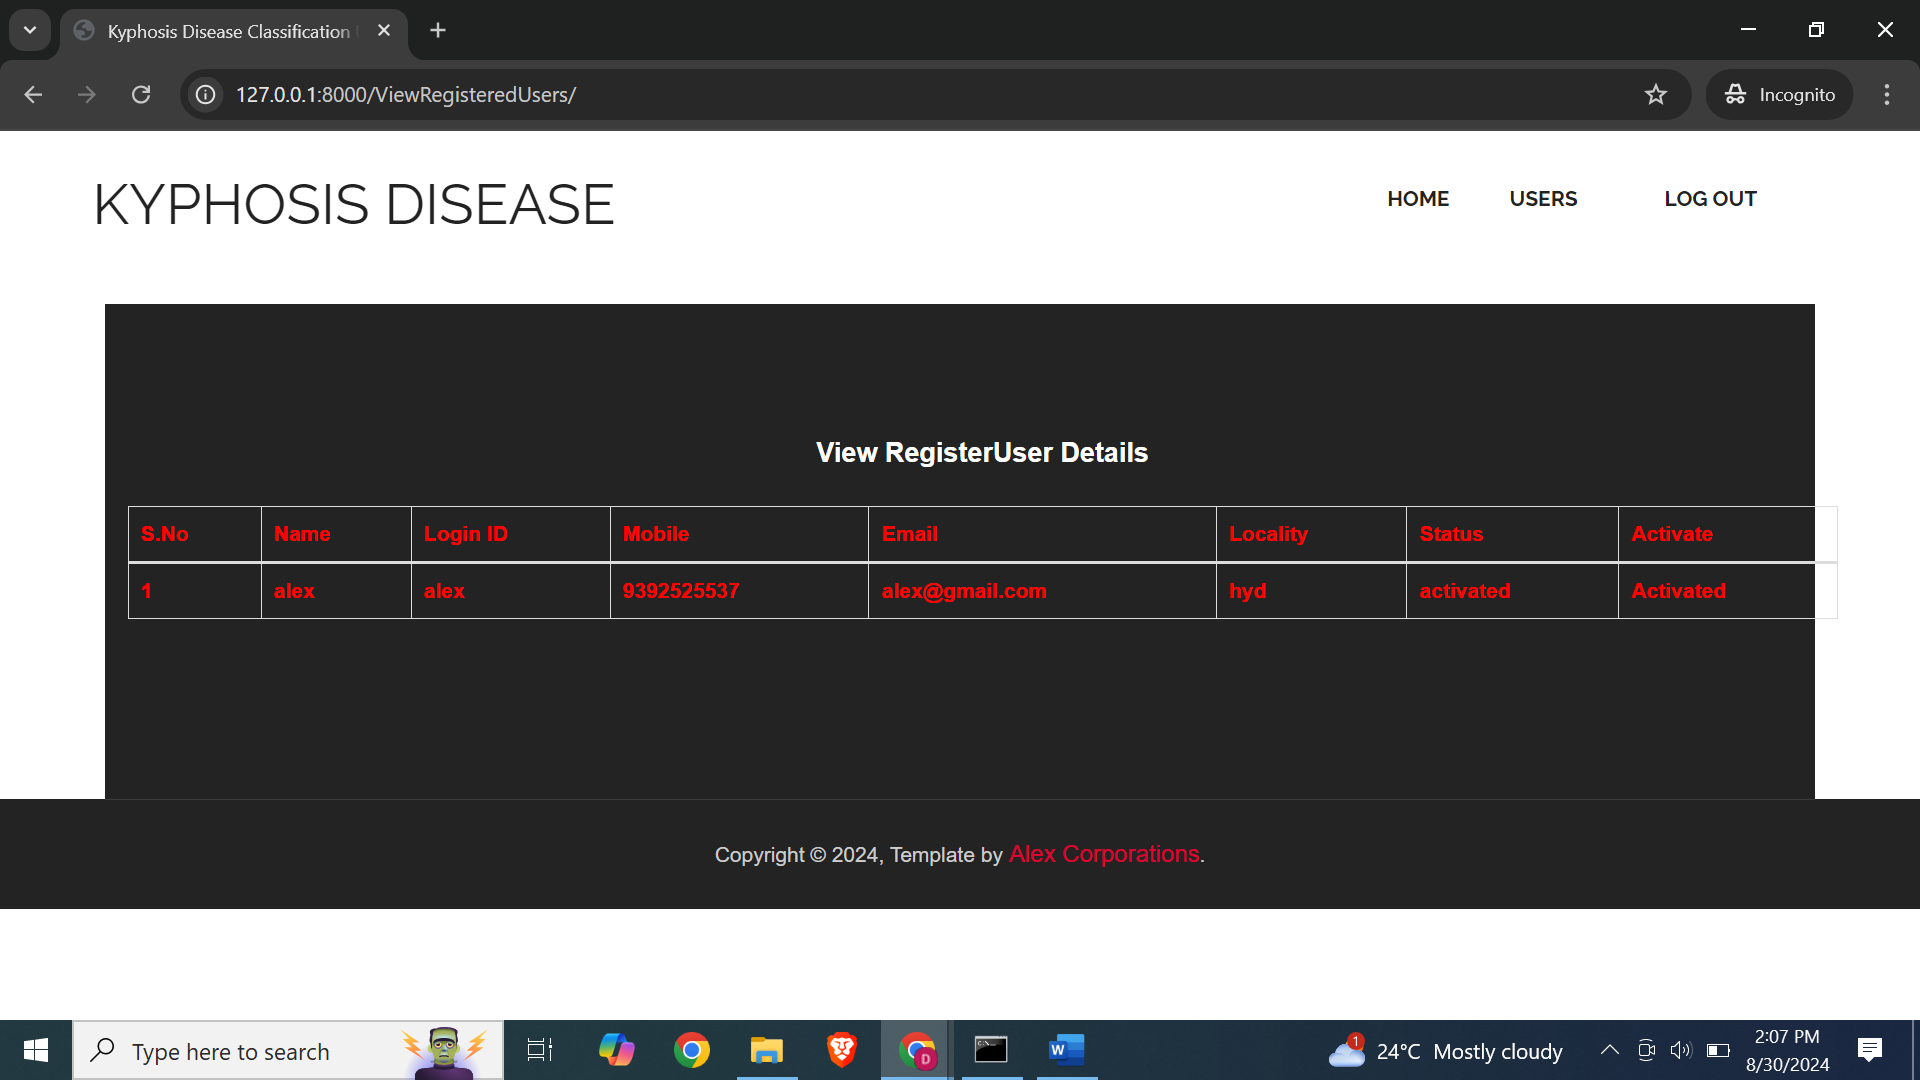 Kyphosis Disease Classification
127.0.0.1:8000/ViewRegisteredUsers/
Incognito
KYPHOSIS DISEASE
HOME USERS LOG OUT
View RegisterUser Details
S.No Name Login ID Mobile Email Locality Status Activate
1 alex alex 9392525537 alex@gmail.com hyd activated Activated
Copyright © 2024, Template by Alex Corporations.
Type here to search
D
W
1
24°C Mostly cloudy
2:07 PM
8/30/2024